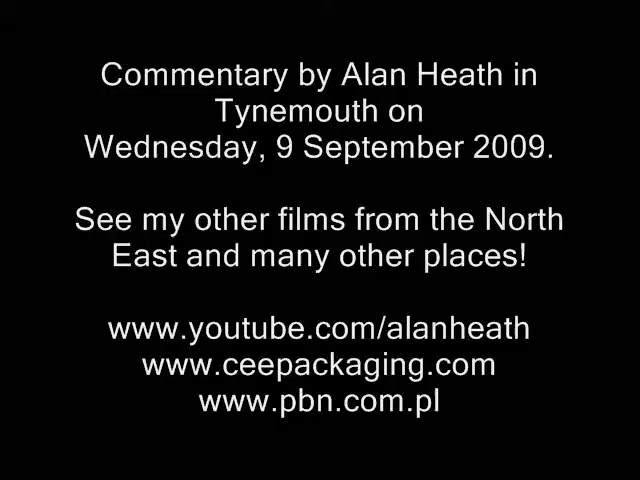 Commentary by Alan Heath in
Tynemouth on
Wednesday, 9 September 2009.
See my other films from the North
East and many other places!
www.youtube.com/alanheath
www.ceepackaging.com
www.pbn.com.pl